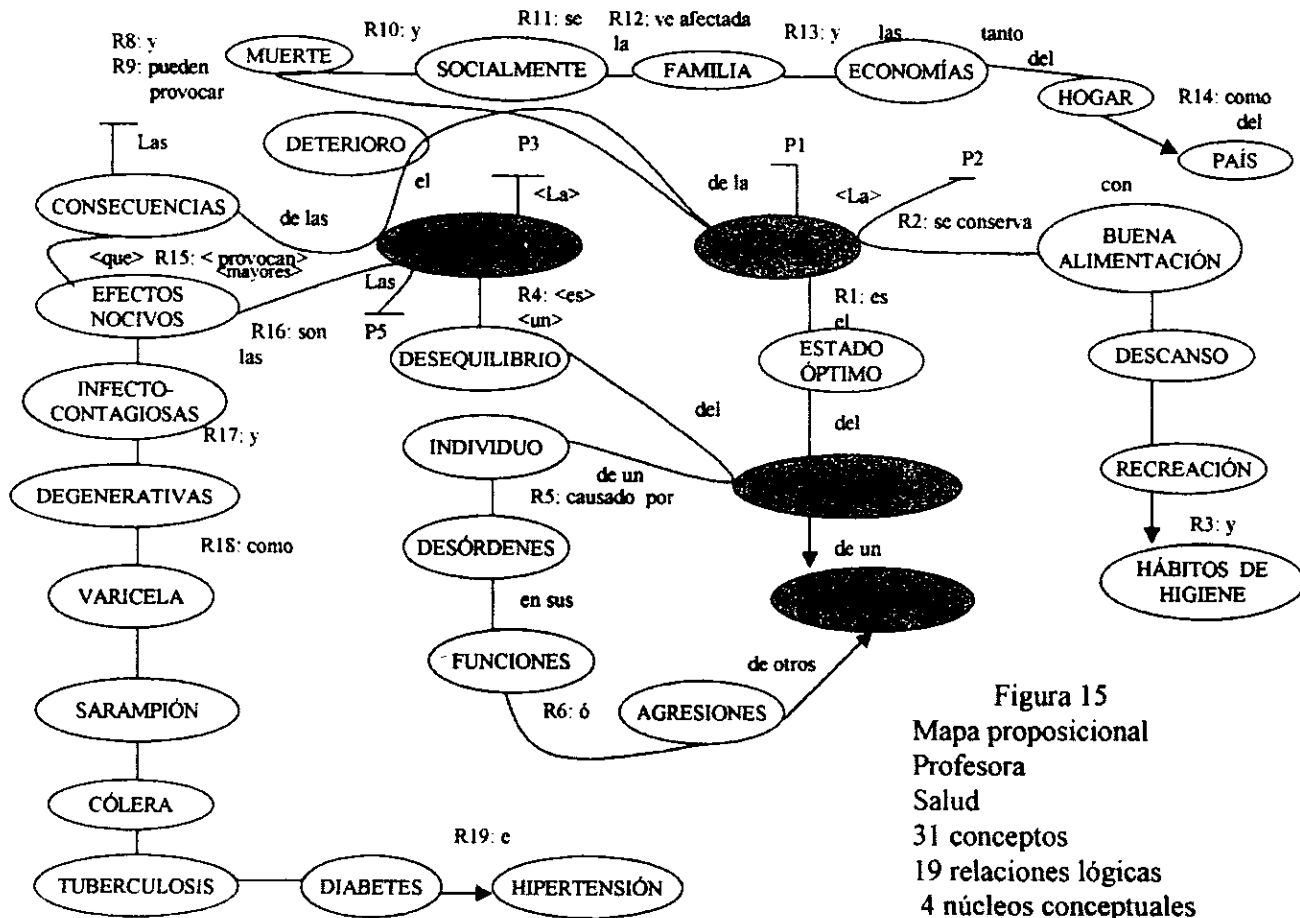 R8: y
R9: pueden
provocar
MUERTE
R10: y
SOCIALMENTE
R11: se
la
R12: ve afectada
FAMILIA
R13: y las
ECONOMÍAS
tanto
del
HOGAR
R14: como
del
PAÍS
Las
CONSECUENCIAS
de las
DETERIORO
el
P3
<La>
de la
P1
<La>
P2
R2: se conserva
con
BUENA
ALIMENTACIÓN
<que> R15: < provocan>
<mayores>
EFECTOS
NOCIVOS
R16: son
las
Las
P5
R4: <es>
<un>
DESEQUILIBRIO
R1: es
el
ESTADO
ÓPTIMO
DESCANSO
INFECTO-
CONTAGIOSAS
R17: y
INDIVIDUO
de un
R5: causado por
del
del
RECREACIÓN
DEGENERATIVAS
R18: como
DESÓRDENES
de un
R3: y
HÁBITOS DE
HIGIENE
VARICELA
en sus
FUNCIONES
R6: ó
AGRESIONES
de otros
SARAMPIÓN
CÓLERA
TUBERCULOSIS
DIABETES
R19: e
HIPERTENSIÓN
Figura 15
Mapa proposicional
Profesora
Salud
31 conceptos
19 relaciones lógicas
4 núcleos conceptuales